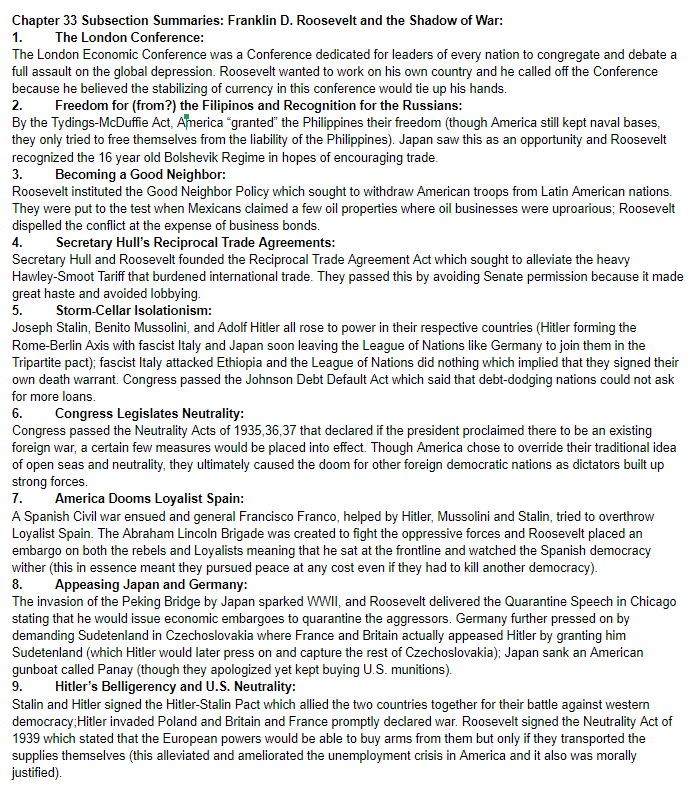 Chapter 33 Subsection Summaries: Franklin D. Roosevelt and the Shadow of War:
1. The London Conference:
The London Economic Conference was a Conference dedicated for leaders of every nation to congregate and debate a
full assault on the global depression. Roosevelt wanted to work on his own country and he called off the Conference
because he believed the stabilizing of currency in this conference would tie up his hands.
2. Freedom for (from?) the Filipinos and Recognition for the Russians:
By the Tydings-McDuffie Act, America “granted” the Philippines their freedom (though America still kept naval bases,
they only tried to free themselves from the liability of the Philippines). Japan saw this as an opportunity and Roosevelt
recognized the 16 year old Bolshevik Regime in hopes of encouraging trade.
3. Becoming a Good Neighbor:
Roosevelt instituted the Good Neighbor Policy which sought to withdraw American troops from Latin American nations.
They were put to the test when Mexicans claimed a few oil properties where oil businesses were uproarious; Roosevelt
dispelled the conflict at the expense of business bonds.
4. Secretary Hull’s Reciprocal Trade Agreements:
Secretary Hull and Roosevelt founded the Reciprocal Trade Agreement Act which sought to alleviate the heavy
Hawley-Smoot Tariff that burdened international trade. They passed this by avoiding Senate permission because it made
great haste and avoided lobbying.
5. Storm-Cellar Isolationism:
Joseph Stalin, Benito Mussolini, and Adolf Hitler all rose to power in their respective countries (Hitler forming the
Rome-Berlin Axis with fascist Italy and Japan soon leaving the League of Nations like Germany to join them in the
Tripartite pact); fascist Italy attacked Ethiopia and the League of Nations did nothing which implied that they signed their
own death warrant. Congress passed the Johnson Debt Default Act which said that debt-dodging nations could not ask
for more loans.
6. Congress Legislates Neutrality:
Congress passed the Neutrality Acts of 1935,36,37 that declared if the president proclaimed there to be an existing
foreign war, a certain few measures would be placed into effect. Though America chose to override their traditional idea
of open seas and neutrality, they ultimately caused the doom for other foreign democratic nations as dictators built up
strong forces.
7. America Dooms Loyalist Spain:
A Spanish Civil war ensued and general Francisco Franco, helped by Hitler, Mussolini and Stalin, tried to overthrow
Loyalist Spain. The Abraham Lincoln Brigade was created to fight the oppressive forces and Roosevelt placed an
embargo on both the rebels and Loyalists meaning that he sat at the frontline and watched the Spanish democracy
wither (this in essence meant they pursued peace at any cost even if they had to kill another democracy).
8. Appeasing Japan and Germany:
The invasion of the Peking Bridge by Japan sparked WWII, and Roosevelt delivered the Quarantine Speech in Chicago
stating that he would issue economic embargoes to quarantine the aggressors. Germany further pressed on by
demanding Sudetenland in Czechoslovakia where France and Britain actually appeased Hitler by granting him
Sudetenland (which Hitler would later press on and capture the rest of Czechoslovakia); Japan sank an American
gunboat called Panay (though they apologized yet kept buying U.S. munitions).
9. Hitler’s Belligerency and U.S. Neutrality:
Stalin and Hitler signed the Hitler-Stalin Pact which allied the two countries together for their battle against western
democracy;Hitler invaded Poland and Britain and France promptly declared war. Roosevelt signed the Neutrality Act of
1939 which stated that the European powers would be able to buy arms from them but only if they transported the
supplies themselves (this alleviated and ameliorated the unemployment crisis in America and it also was morally
justified).